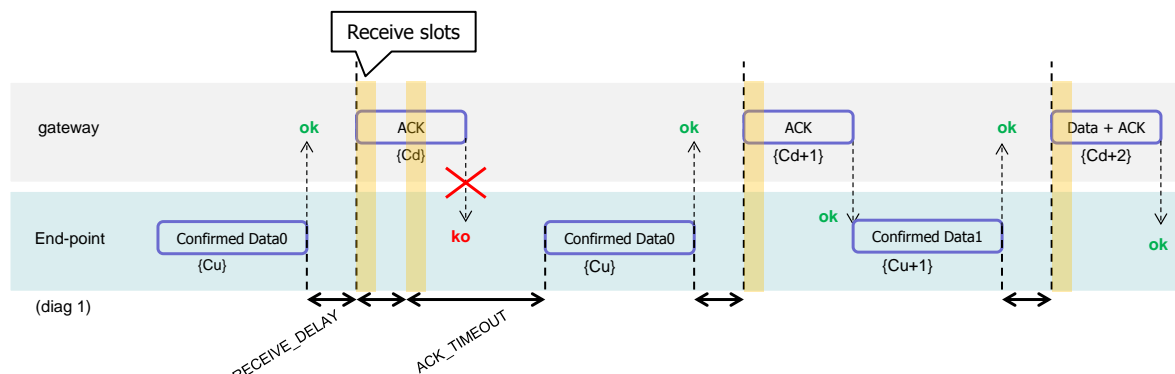 Receive slots
gateway
ok
ACK
{Cd}
ok
ACK
{Cd+1}
ok
Data + ACK
{Cd+2}
End-point
Confirmed Data0
{Cu}
ko
Confirmed Data0
{Cu}
ok
Confirmed Data1
{Cu+1}
ok
(diag 1)
RECEIVE_DELAY
ACK_TIMEOUT